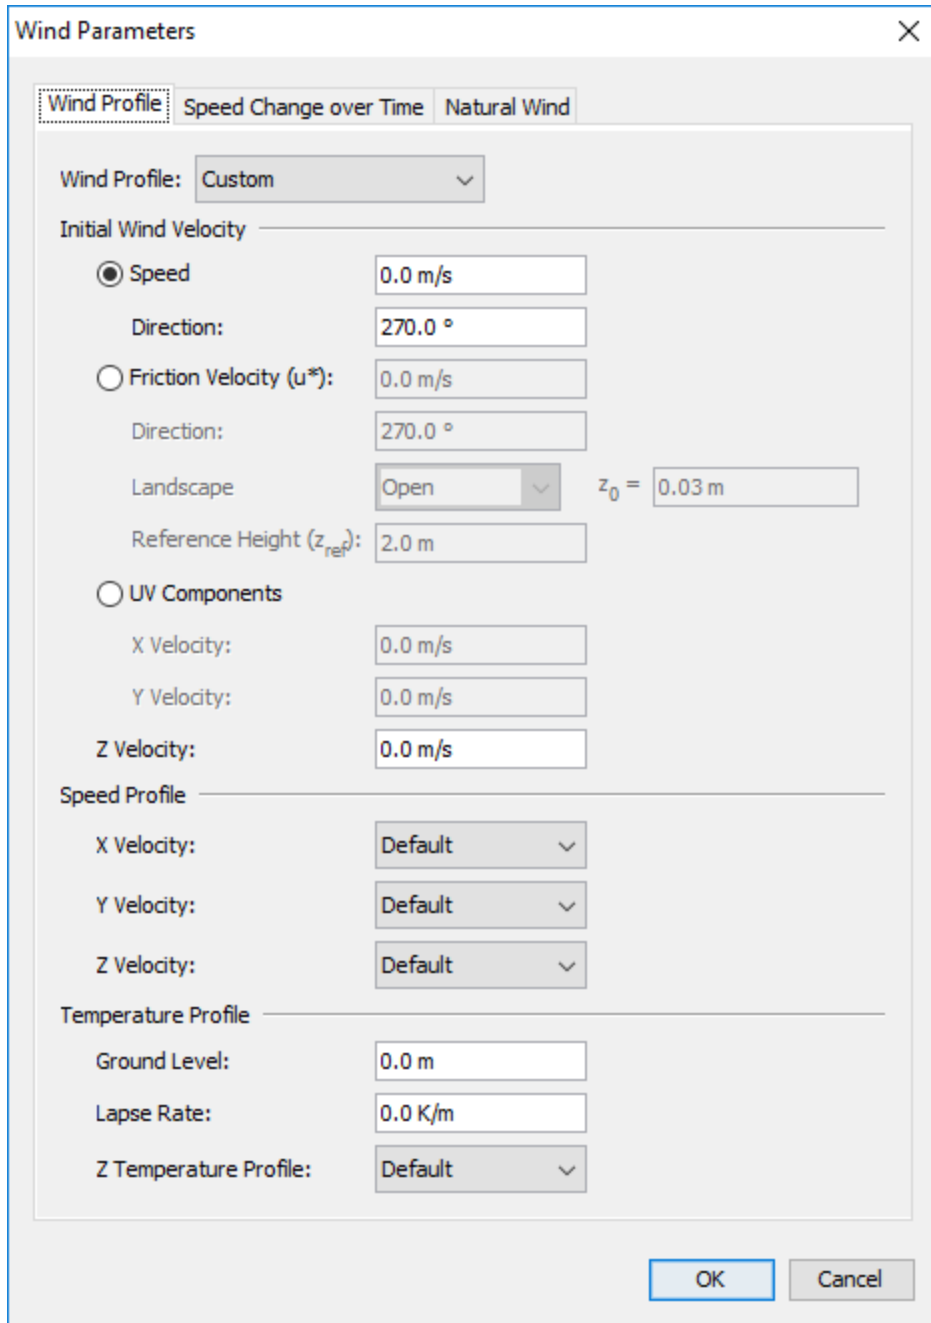 Wind Parameters
Wind Profile Speed Change over Time Natural Wind
Wind Profile: Custom
Initial Wind Velocity
Speed 0.0 m/s
Direction: 270.0 °
Friction Velocity (u*): 0.0 m/s
Direction: 270.0 °
Landscape Open z0 = 0.03 m
Reference Height (zref): 2.0 m
UV Components
X Velocity: 0.0 m/s
Y Velocity: 0.0 m/s
Z Velocity: 0.0 m/s
Speed Profile
X Velocity: Default
Y Velocity: Default
Z Velocity: Default
Temperature Profile
Ground Level: 0.0 m
Lapse Rate: 0.0 K/m
Z Temperature Profile: Default
OK Cancel